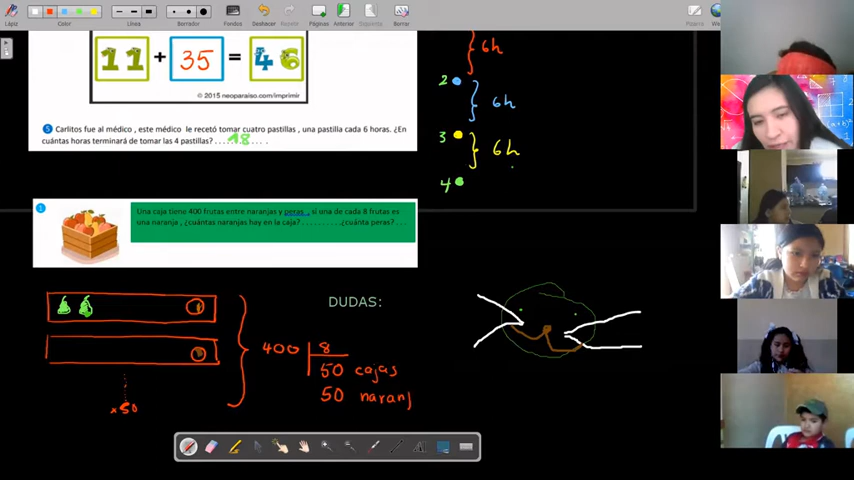 Lápiz
Color
Línea
Borrador
Fondos
Deshacer
Repetir
Páginas
Anterior
Borrar
Pizarra
11 + 35 = 46
© 2015 neoparaiso.com/imprimir
5 Carlitos fue al médico , este médico le recetó tomar cuatro pastillas, una pastilla cada 6 horas. ¿En
cuántas horas terminará de tomar las 4 pastillas? 18
6h
2
6h
3
6h
4
1
Una caja tiene 400 frutas entre naranjas y peras , si una de cada 8 frutas es
una naranja , ¿cuántas naranjas hay en la caja? . . . . . . . . . .¿cuánta peras? . . .
DUDAS:
400 8
50 cajas
50 naranj
x50